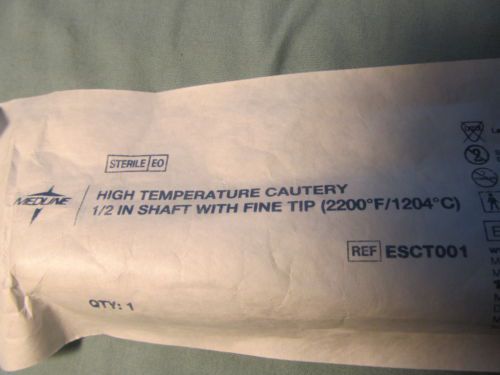 STERILE EO
MEDLINE
HIGH TEMPERATURE CAUTERY
1/2 IN SHAFT WITH FINE TIP (2200°F/1204°C)
REF ESCT001
QTY: 1